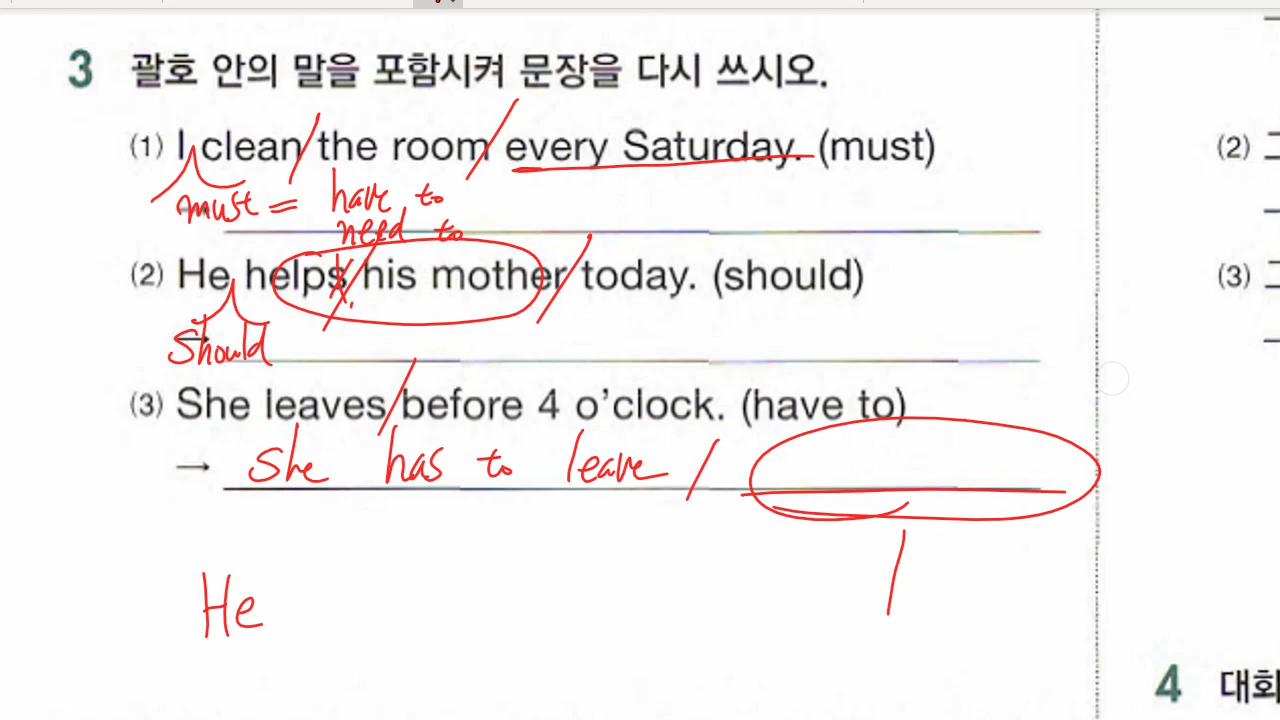 3 괄호 안의 말을 포함시켜 문장을 다시 쓰시오.
(1) I clean the room every Saturday. (must)
must = have to
need to
(2) He helps his mother today. (should)
should
(3) She leaves before 4 o'clock. (have to)
→ She has to leave
He
(2)
(3)
4 대화